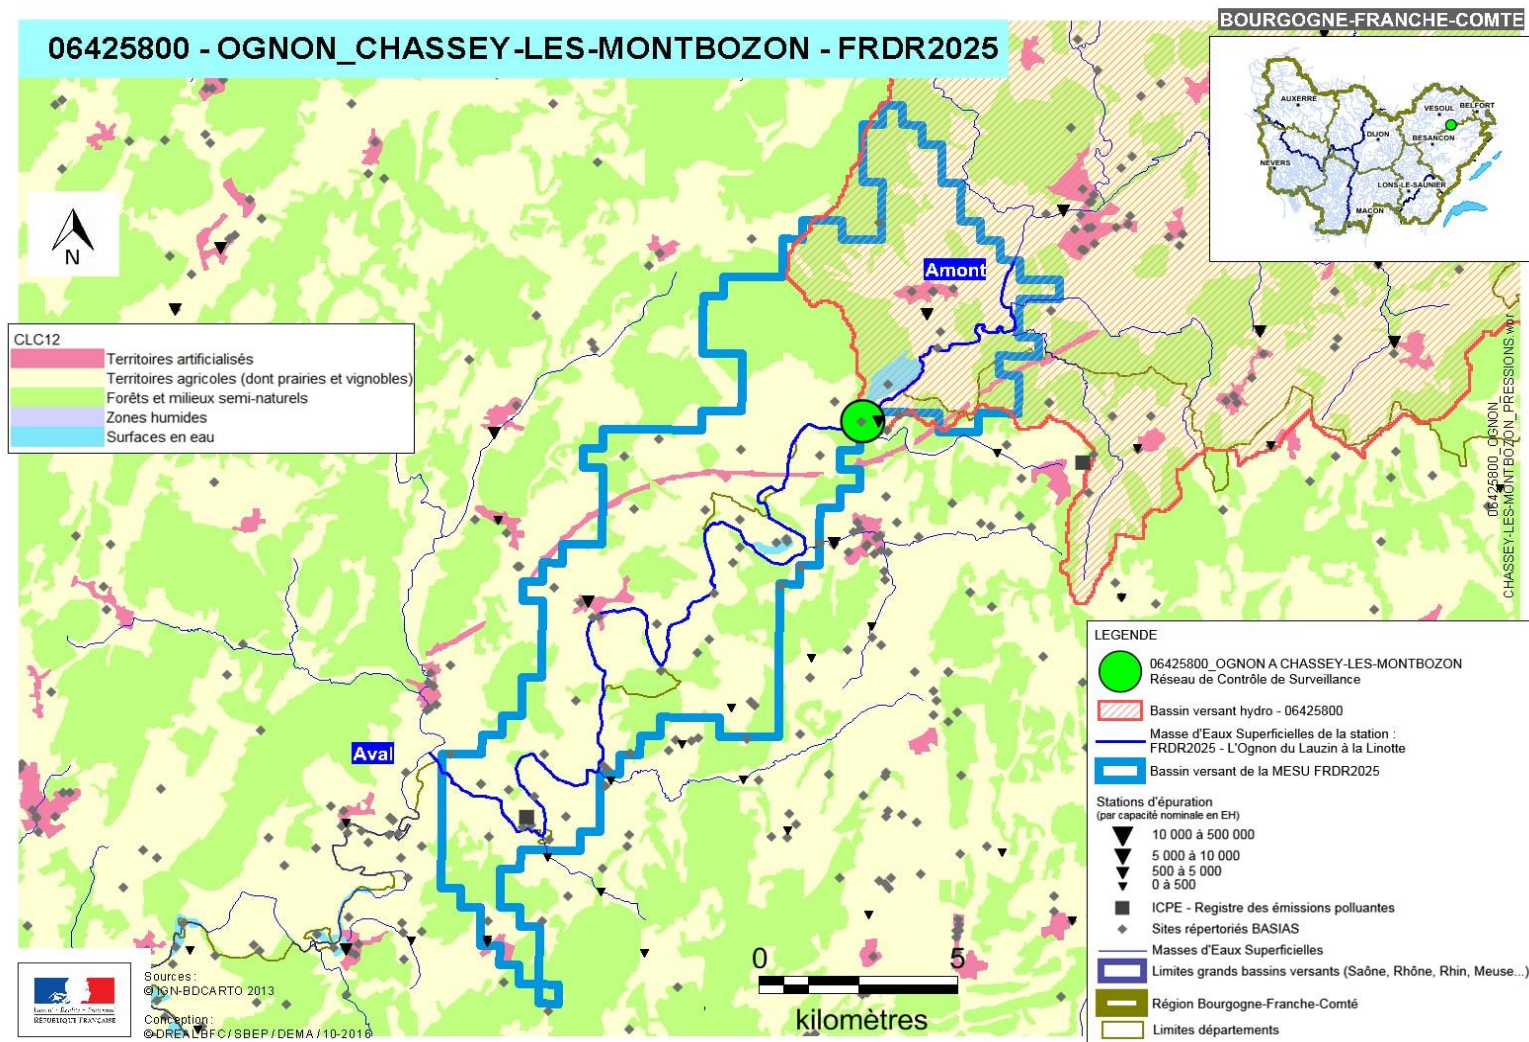 BOURGOGNE-FRANCHE-COMTE
06425800 - OGNON_CHASSEY-LES-MONTBOZON - FRDR2025
AUXERRE
VESOUL
BELFORT
DIJON
BESANCON
NEVERS
LONS-LE-SAUNIER
MACON
N
Amont
CLC12
Territoires artificialisés
Territoires agricoles (dont prairies et vignobles)
Forêts et milieux semi-naturels
Zones humides
Surfaces en eau
06425800_OGNON
CHASSEY-LES-MONTBOZON_PRESSIONS.wor
Aval
LEGENDE
06425800_OGNON A CHASSEY-LES-MONTBOZON
Réseau de Contrôle de Surveillance
Bassin versant hydro - 06425800
Masse d'Eaux Superficielles de la station :
FRDR2025 - L'Ognon du Lauzin à la Linotte
Bassin versant de la MESU FRDR2025
Stations d'épuration
(par capacité nominale en EH)
10 000 à 500 000
5 000 à 10 000
500 à 5 000
0 à 500
ICPE - Registre des émissions polluantes
Sites répertoriés BASIAS
Masses d'Eaux Superficielles
Limites grands bassins versants (Saône, Rhône, Rhin, Meuse...)
Région Bourgogne-Franche-Comté
Limites départements
0 5
kilomètres
Liberté • Égalité • Fraternité
RÉPUBLIQUE FRANÇAISE
Sources :
© IGN-BDCARTO 2013
Conception :
© DREAL BFC / SBEP / DEMA / 10-2016